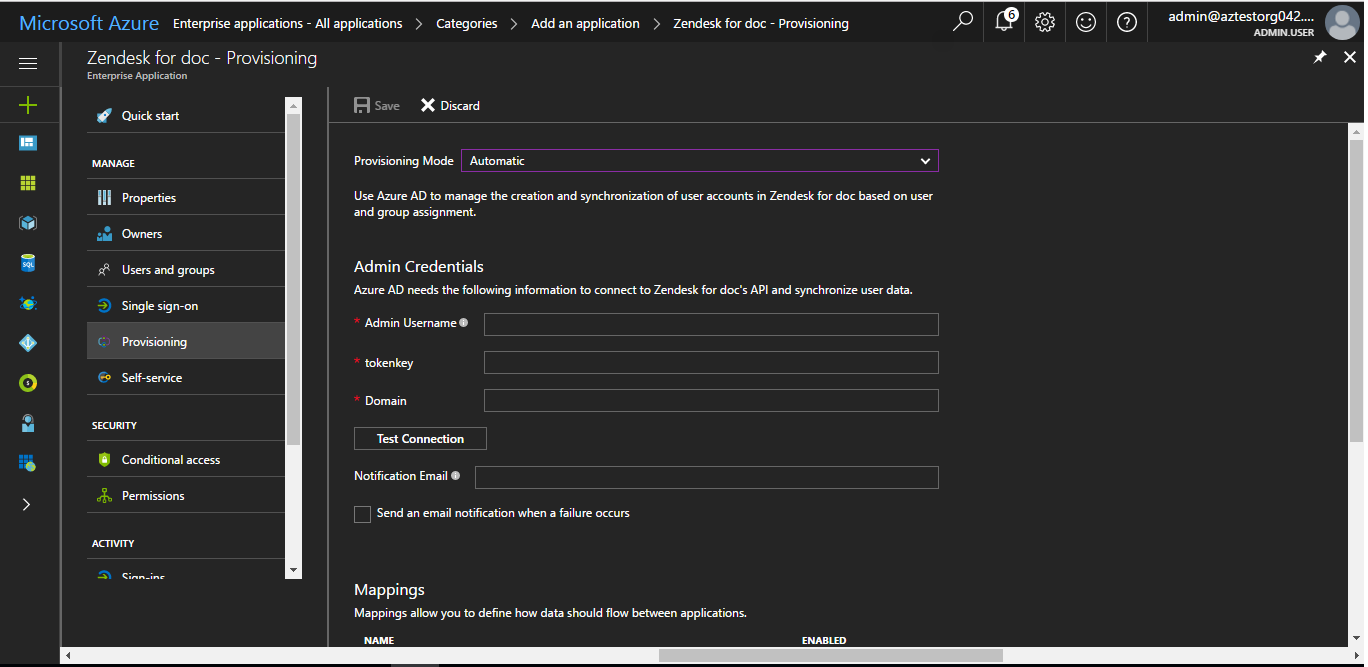 Microsoft Azure Enterprise applications - All applications > Categories > Add an application > Zendesk for doc - Provisioning 6 admin@aztestorg042....
ADMIN.USER
Zendesk for doc - Provisioning
Enterprise Application
Quick start
MANAGE
Properties
Owners
Users and groups
Single sign-on
Provisioning
Self-service
SECURITY
Conditional access
Permissions
ACTIVITY
Sign-ins
Save Discard
Provisioning Mode Automatic
Use Azure AD to manage the creation and synchronization of user accounts in Zendesk for doc based on user
and group assignment.
Admin Credentials
Azure AD needs the following information to connect to Zendesk for doc's API and synchronize user data.
* Admin Username
* tokenkey
* Domain
Test Connection
Notification Email
Send an email notification when a failure occurs
Mappings
Mappings allow you to define how data should flow between applications.
NAME ENABLED